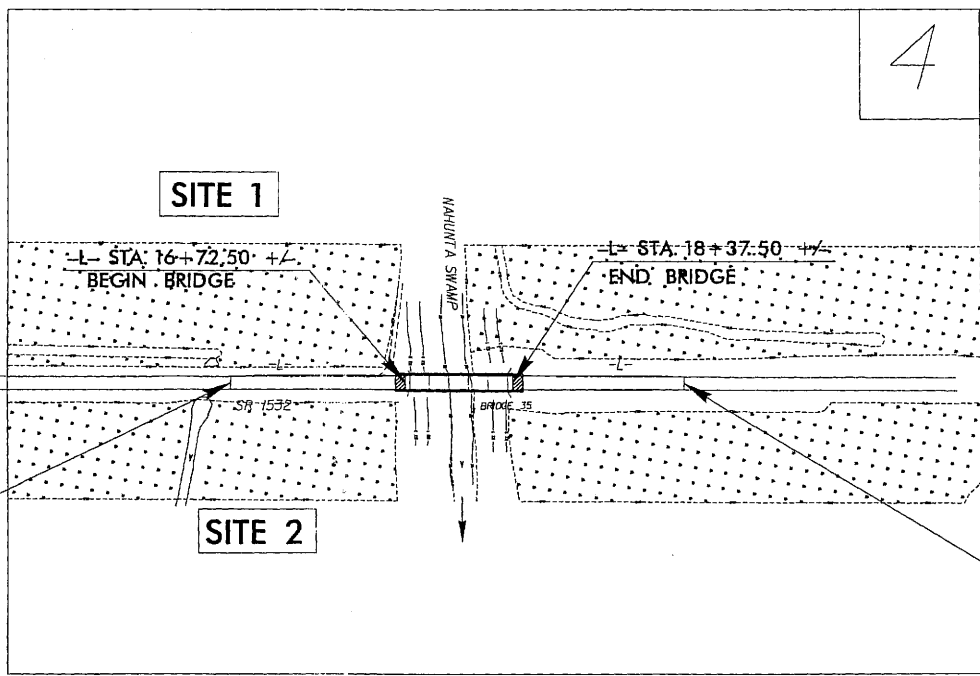 4
SITE 1
NAHUNTA SWAMP
-L- STA. 16+72.50 +/-
BEGIN BRIDGE
-L- STA. 18+37.50 +/-
END BRIDGE
-L-
-L-
SR 1532
BRIDGE 35
SITE 2